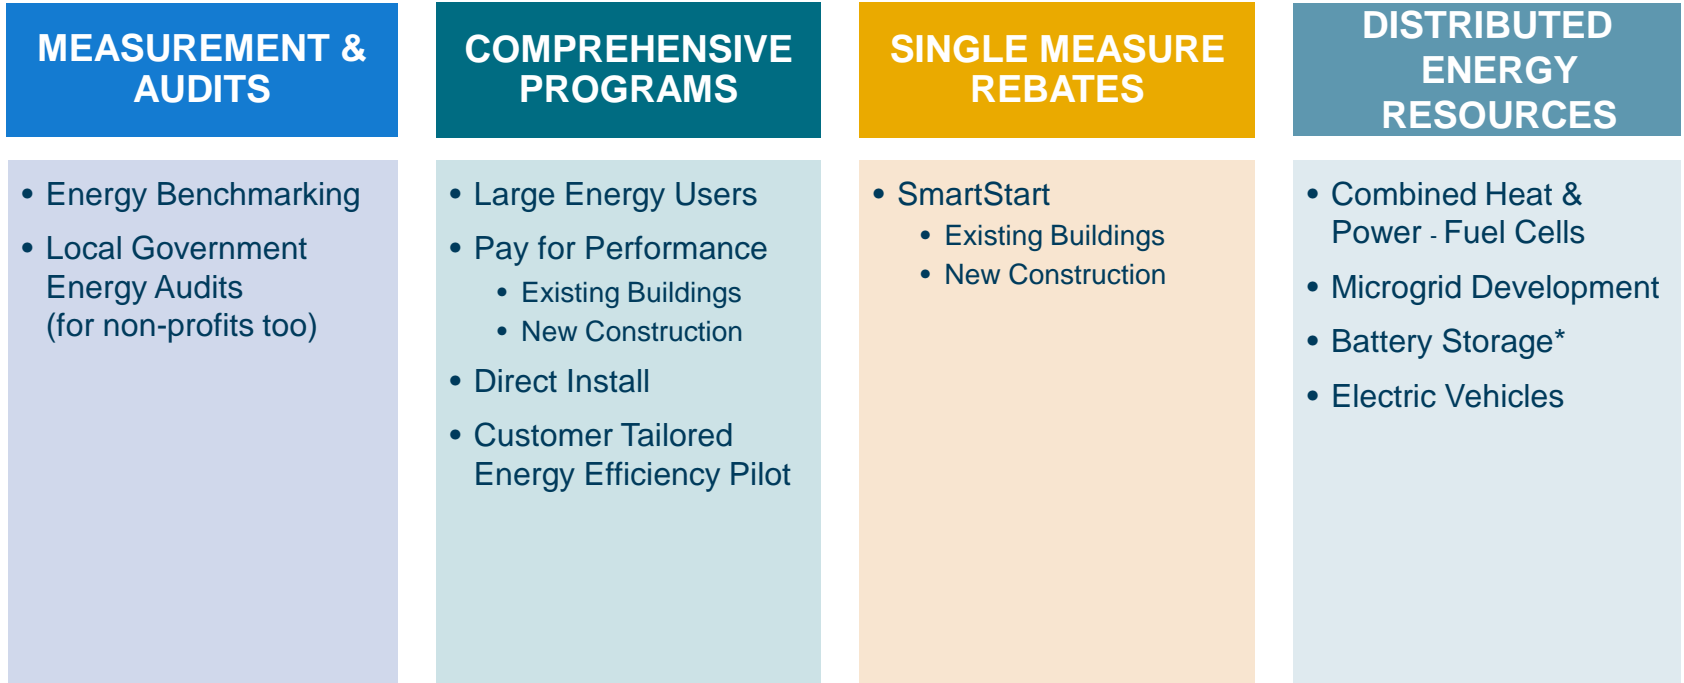 MEASUREMENT &
AUDITS
• Energy Benchmarking
• Local Government
Energy Audits
(for non-profits too)
COMPREHENSIVE
PROGRAMS
• Large Energy Users
• Pay for Performance
• Existing Buildings
• New Construction
• Direct Install
• Customer Tailored
Energy Efficiency Pilot
SINGLE MEASURE
REBATES
• SmartStart
• Existing Buildings
• New Construction
DISTRIBUTED
ENERGY
RESOURCES
• Combined Heat &
Power - Fuel Cells
• Microgrid Development
• Battery Storage*
• Electric Vehicles